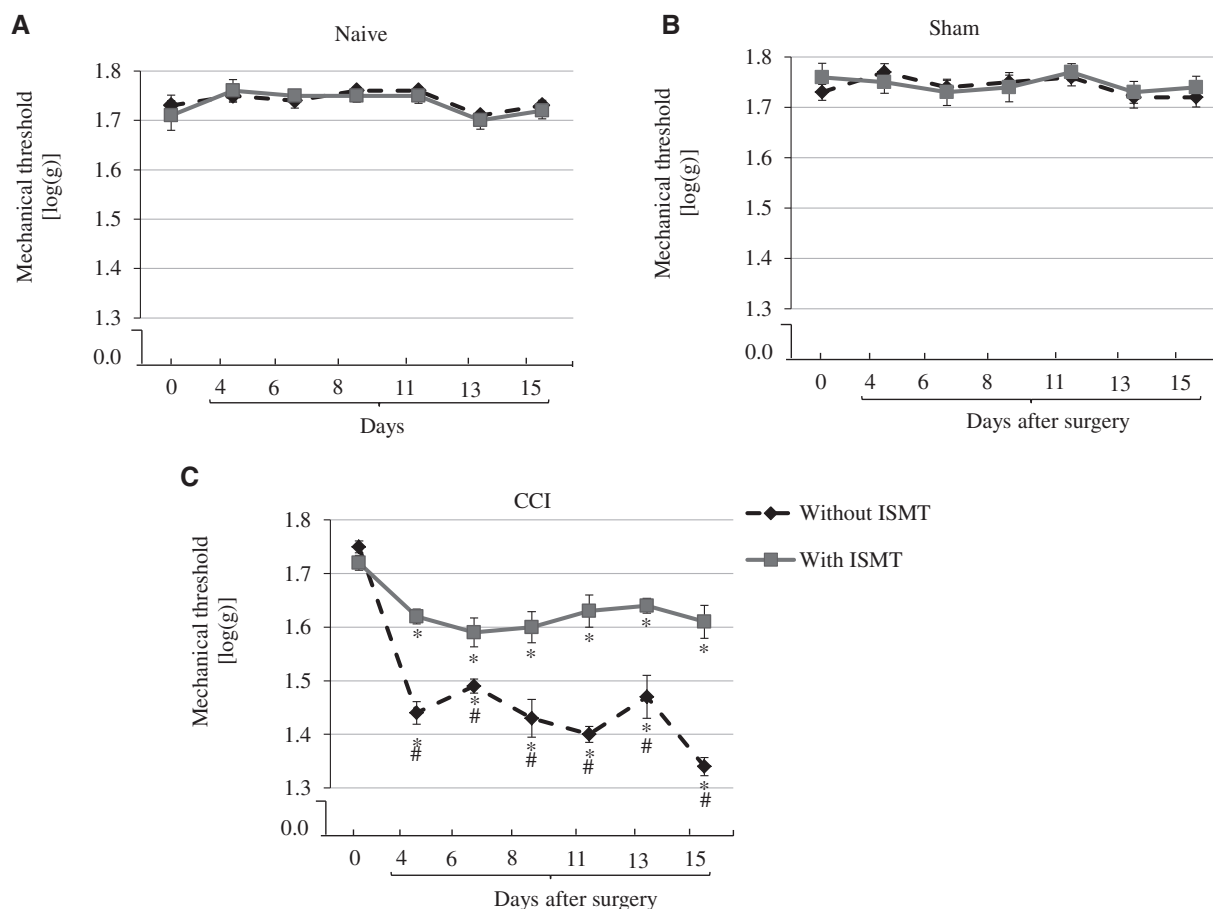 A
Naive
Mechanical threshold
[log(g)]
1.8
1.7
1.6
1.5
1.4
1.3
0.0
0 4 6 8 11 13 15
Days
B
Sham
Mechanical threshold
[log(g)]
1.8
1.7
1.6
1.5
1.4
1.3
0.0
0 4 6 8 11 13 15
Days after surgery
C
CCI
Mechanical threshold
[log(g)]
1.8
1.7
1.6
1.5
1.4
1.3
0.0
* * * * * *
* * * * * *
# # # # # #
0 4 6 8 11 13 15
Days after surgery
Without ISMT
With ISMT